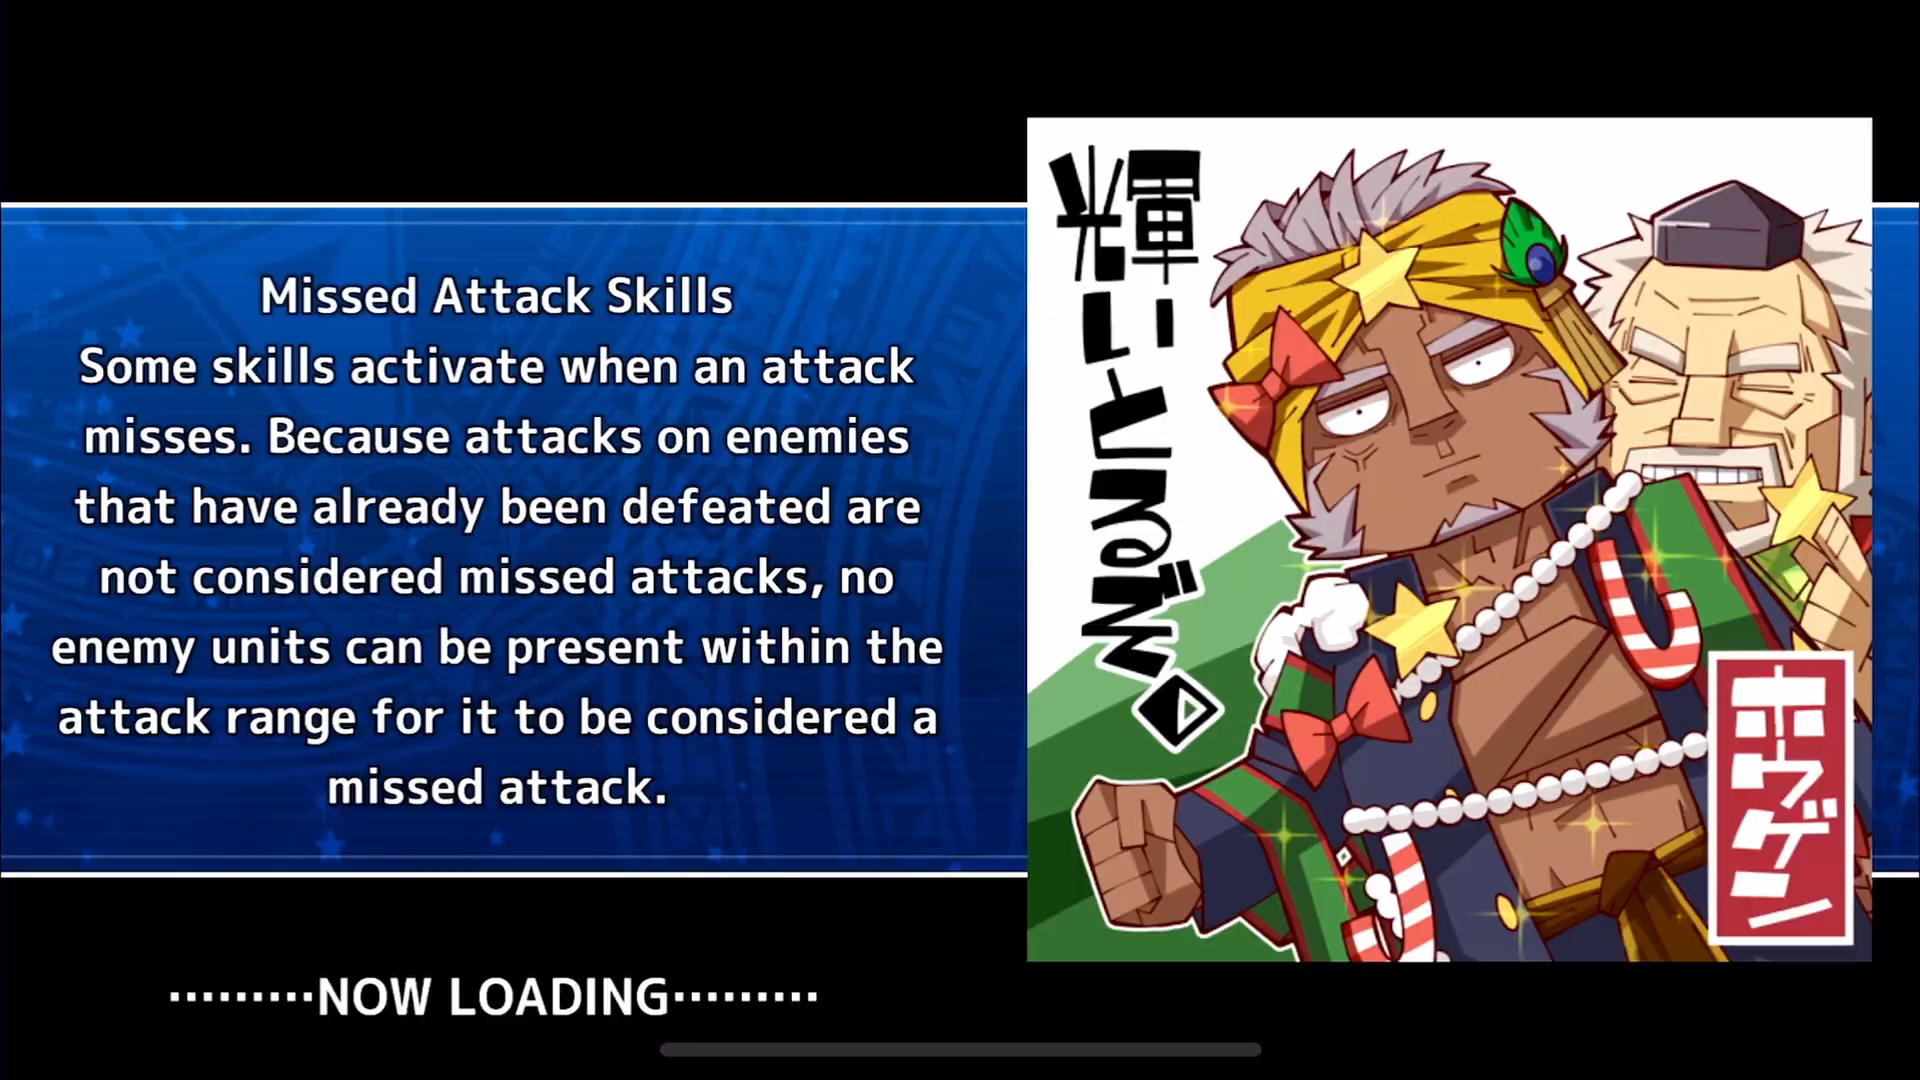 Missed Attack Skills
Some skills activate when an attack
misses. Because attacks on enemies
that have already been defeated are
not considered missed attacks, no
enemy units can be present within the
attack range for it to be considered a
missed attack.
·········NOW LOADING·········
輝いとるのぅ。
ホウゲン